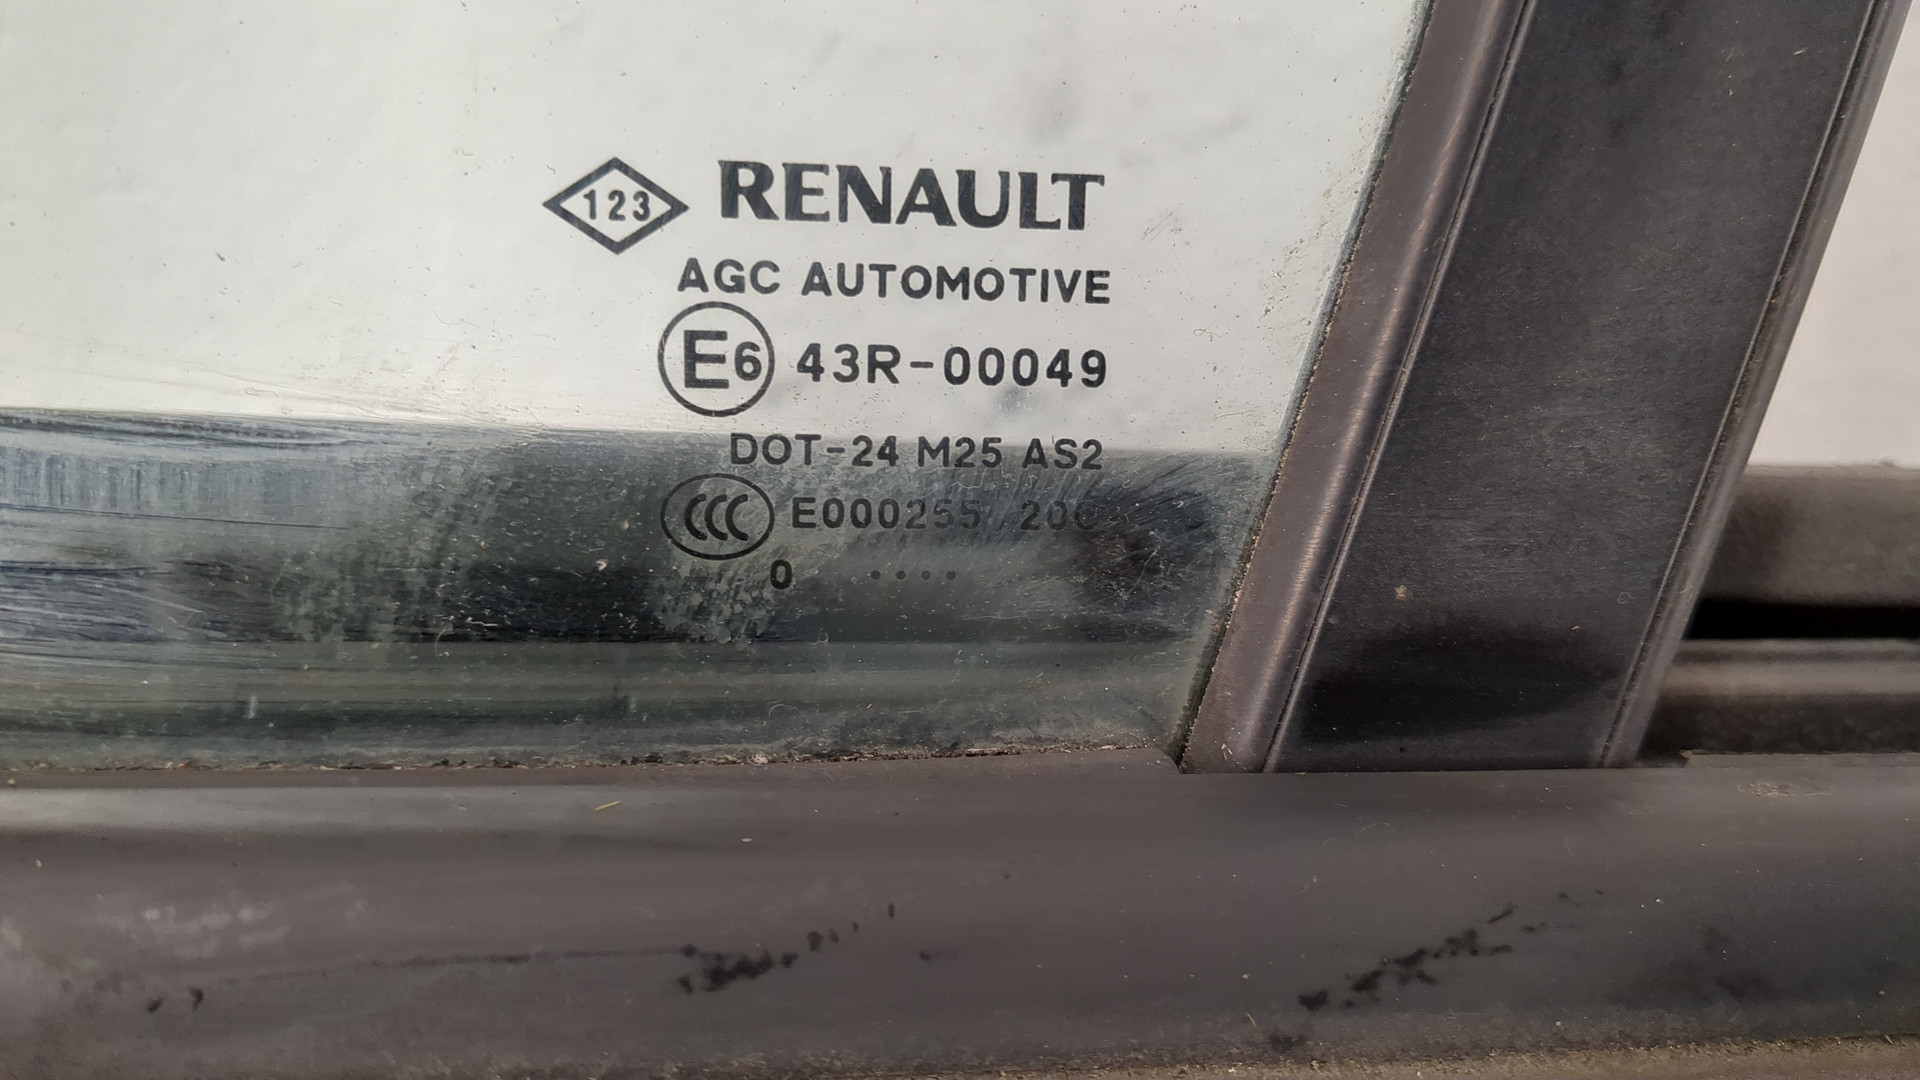 123 RENAULT
AGC AUTOMOTIVE
E6 43R-00049
DOT-24 M25 AS2
CCC E000255
0 ....